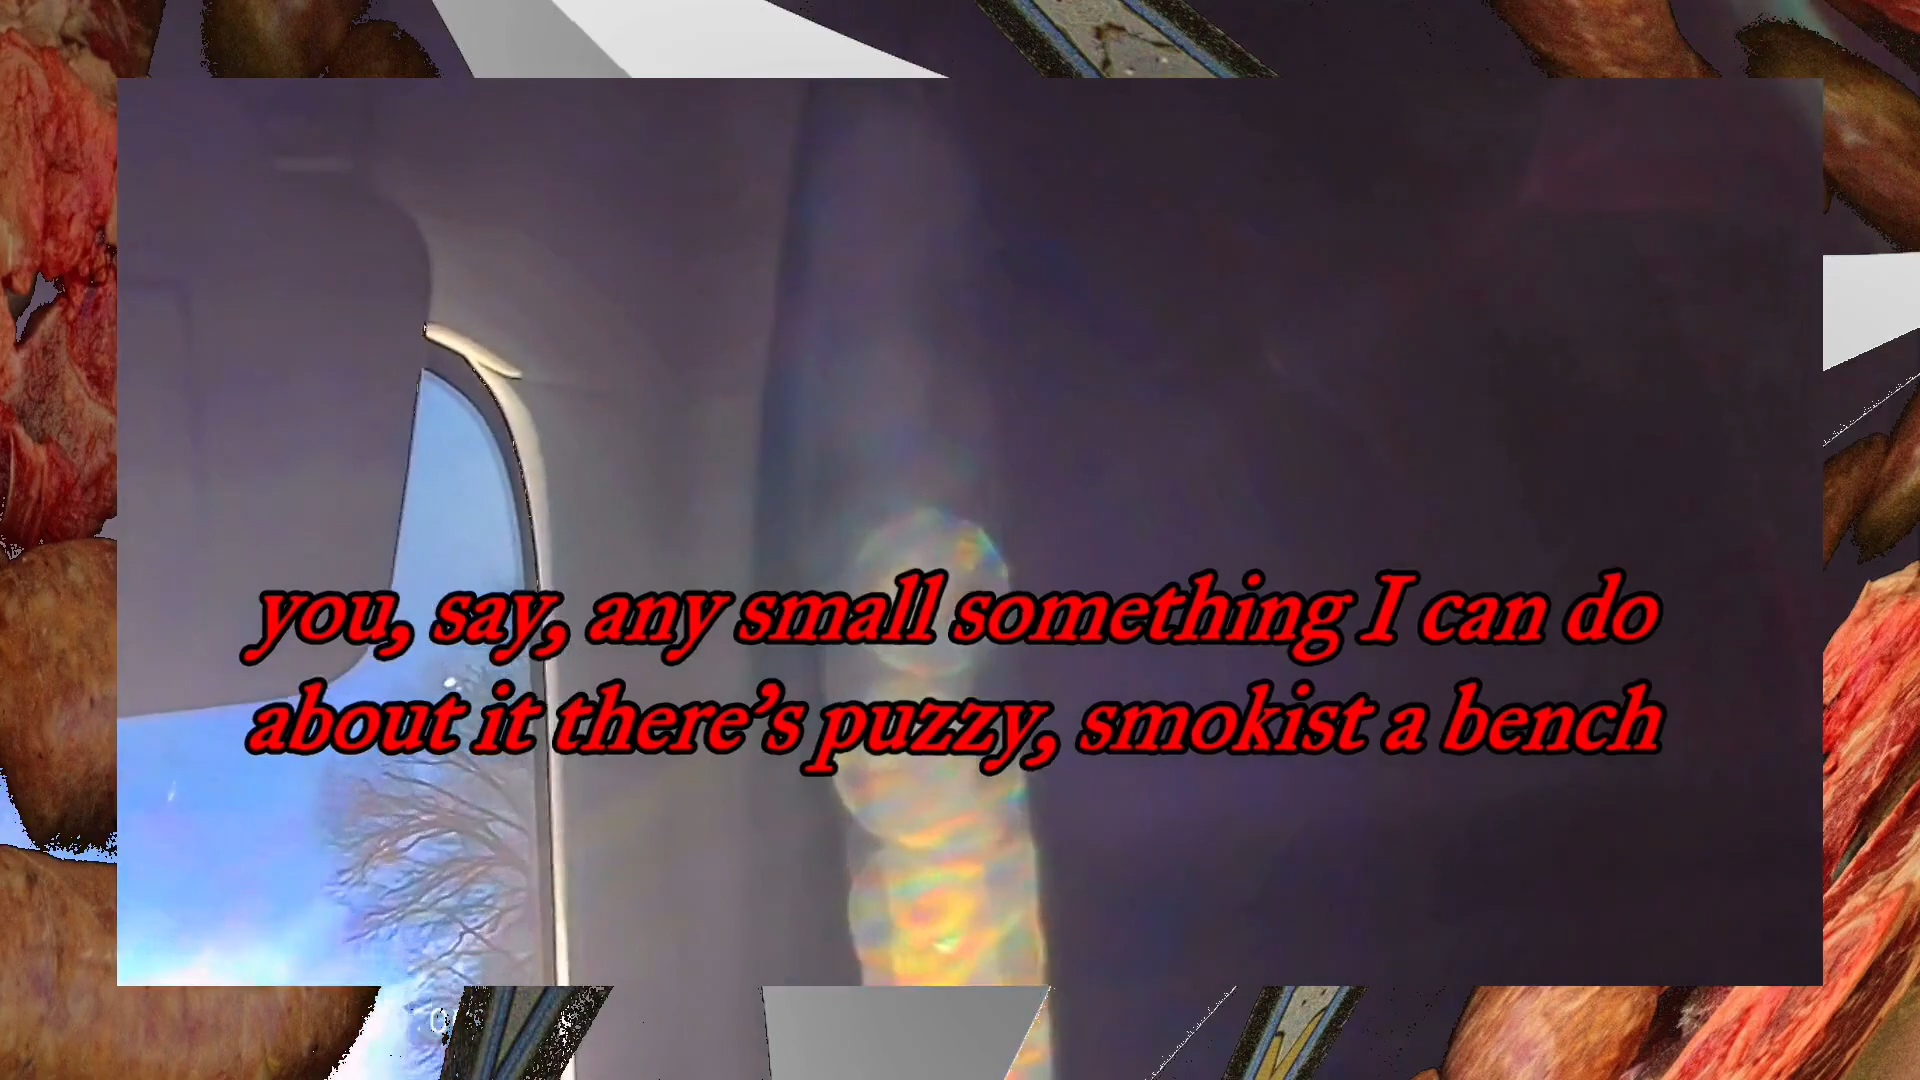 you, say, any small something I can do
about it there’s puzzy, smokist a bench